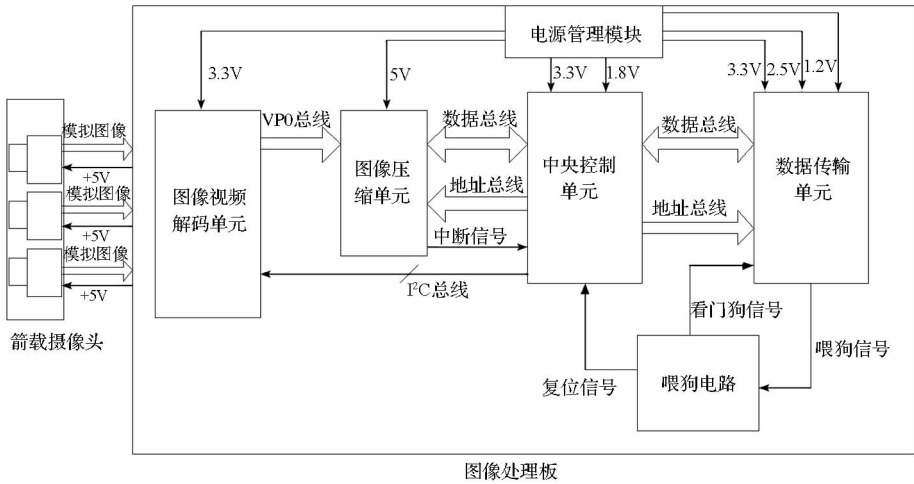 电源管理模块
3.3V
5V
3.3V
1.8V
3.3V
2.5V
1.2V
模拟图像
+5V
模拟图像
+5V
模拟图像
+5V
箭载摄像头
图像视频
解码单元
VPO总线
图像压
缩单元
数据总线
地址总线
中断信号
I²C总线
中央控制
单元
数据总线
地址总线
数据传输
单元
看门狗信号
喂狗信号
复位信号
喂狗电路
图像处理板